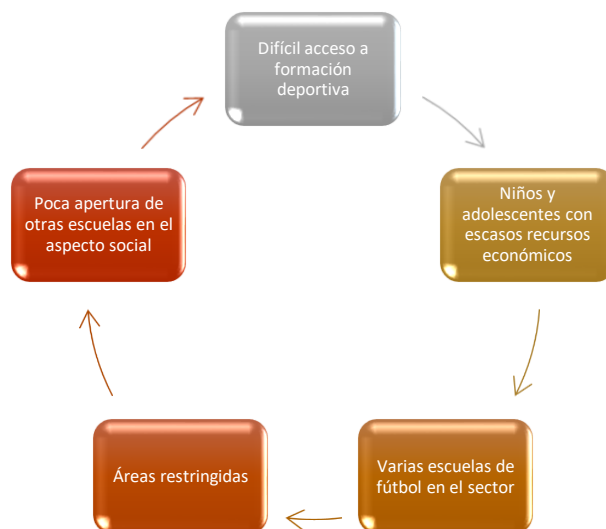 Difícil acceso a
formación
deportiva
Niños y
adolescentes con
escasos recursos
económicos
Varias escuelas de
fútbol en el sector
Áreas restringidas
Poca apertura de
otras escuelas en el
aspecto social